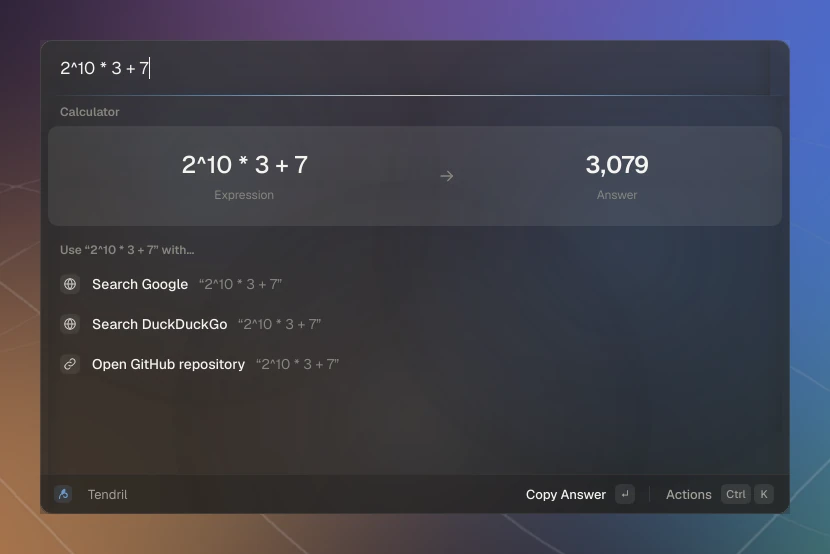 2^10 * 3 + 7
Calculator
2^10 * 3 + 7 → 3,079
Expression Answer
Use “2^10 * 3 + 7” with...
Search Google “2^10 * 3 + 7”
Search DuckDuckGo “2^10 * 3 + 7”
Open GitHub repository “2^10 * 3 + 7”
Tendril Copy Answer ↵ Actions Ctrl K